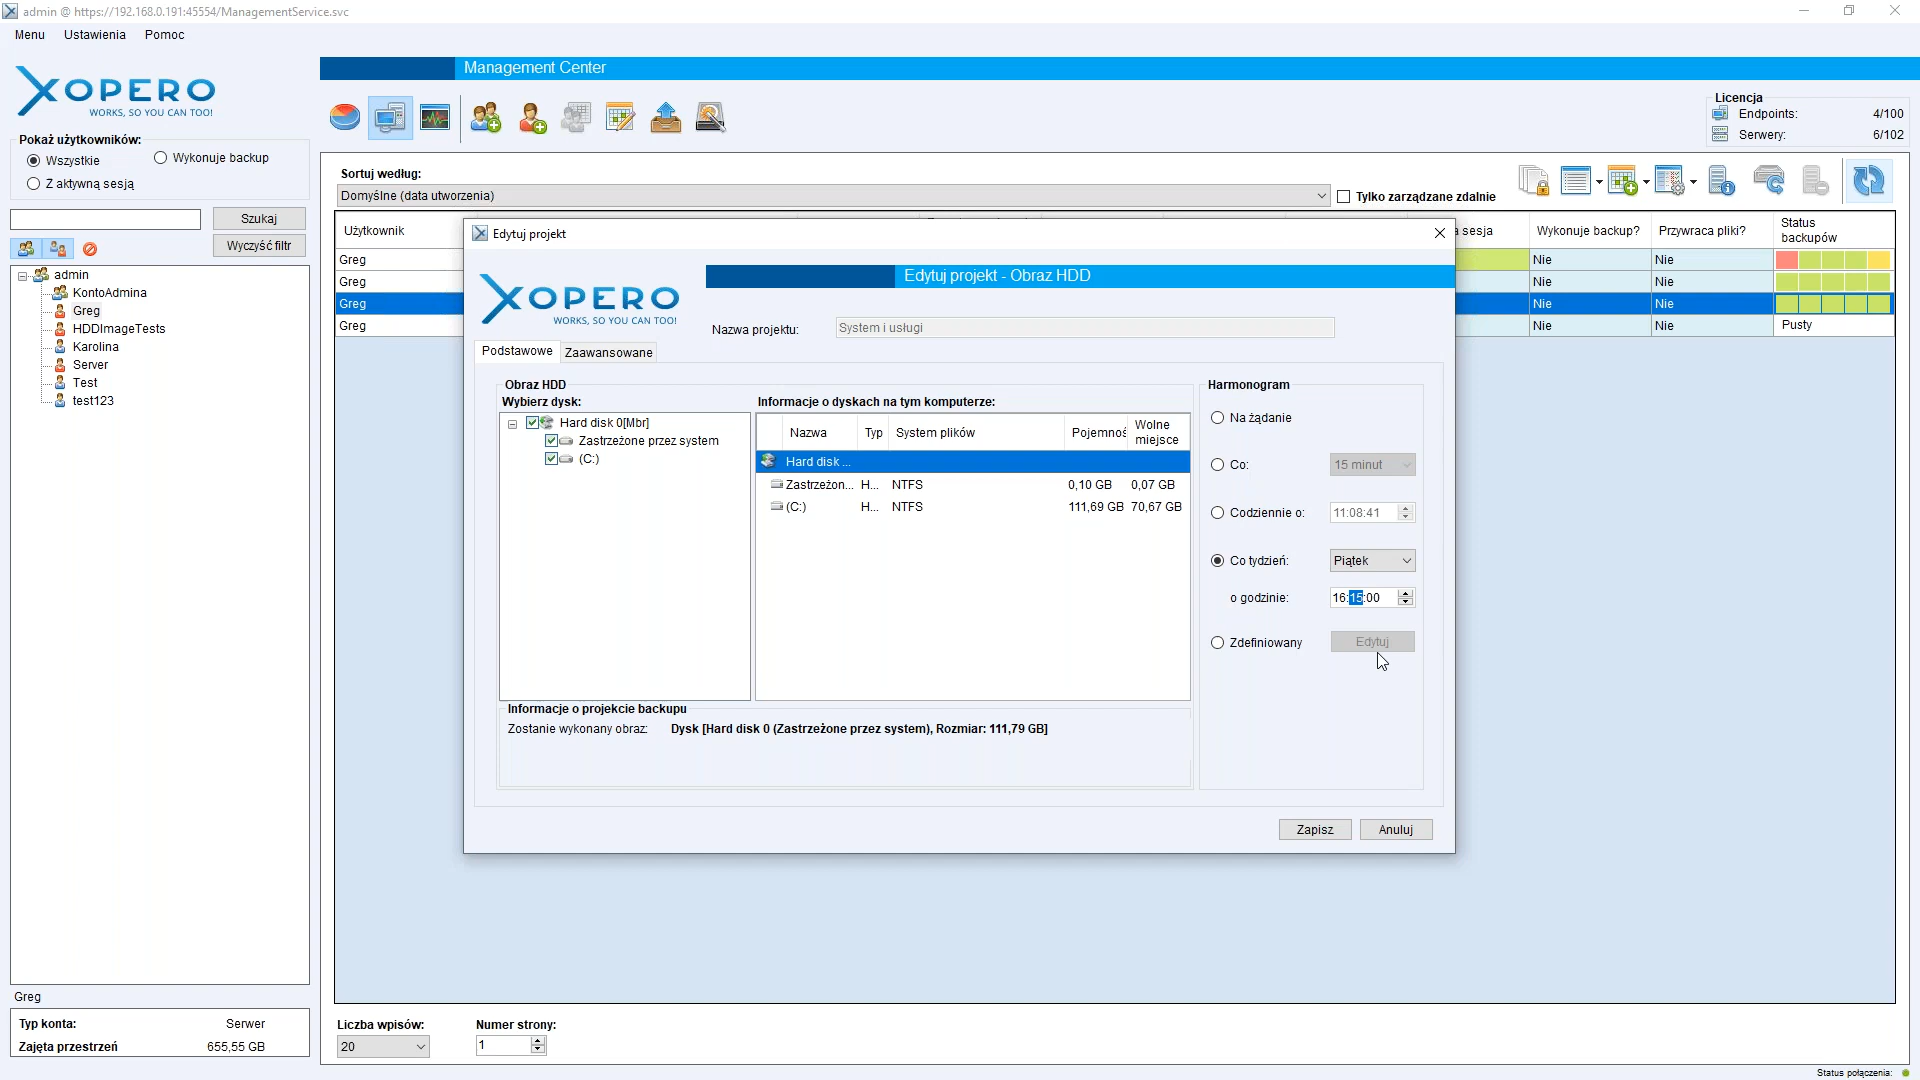 admin @ https://192.168.0.191:45554/ManagementService.svc
Menu Ustawienia Pomoc
XOPERO
WORKS, SO YOU CAN TOO!
Management Center
Licencja
Endpoints: 4/100
Serwery: 6/102
Pokaż użytkowników:
Wszystkie
Wykonuje backup
Z aktywną sesją
Szukaj
Wyczyść filtr
admin
KontoAdmina
Greg
HDDImageTests
Karolina
Server
Test
test123
Greg
Typ konta: Serwer
Zajęta przestrzeń 655,55 GB
Sortuj według:
Domyślne (data utworzenia)
Tylko zarządzane zdalnie
Użytkownik
sesja
Wykonuje backup?
Przywraca pliki?
Status
backupów
Greg Nie Nie
Greg Nie Nie
Greg Nie Nie
Greg Nie Nie Pusty
Edytuj projekt
XOPERO
WORKS, SO YOU CAN TOO!
Edytuj projekt - Obraz HDD
Nazwa projektu: System i usługi
Podstawowe Zaawansowane
Obraz HDD
Wybierz dysk:
Hard disk 0[Mbr]
Zastrzeżone przez system
(C:)
Informacje o dyskach na tym komputerze:
Nazwa Typ System plików Pojemnoś Wolne
miejsce
Hard disk ...
Zastrzeżon... H... NTFS 0,10 GB 0,07 GB
(C:) H... NTFS 111,69 GB 70,67 GB
Informacje o projekcie backupu
Zostanie wykonany obraz: Dysk [Hard disk 0 (Zastrzeżone przez system), Rozmiar: 111,79 GB]
Harmonogram
Na żądanie
Co: 15 minut
Codziennie o: 11:08:41
Co tydzień: Piątek
o godzinie: 16:15:00
Zdefiniowany Edytuj
Zapisz Anuluj
Liczba wpisów: Numer strony:
20 1
Status połączenia: